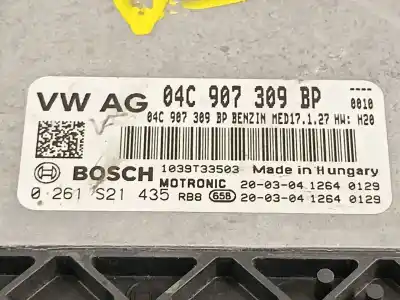 VW AG 04C 907 309 BP 0010
04C 907 309 BP BENZIN MED17.1.27 HW: H20
BOSCH 1039T33503 Made in Hungary
MOTRONIC 20-03-04 1264 0129
0 261 S21 435 RB8 65B 20-03-04 1264 0129